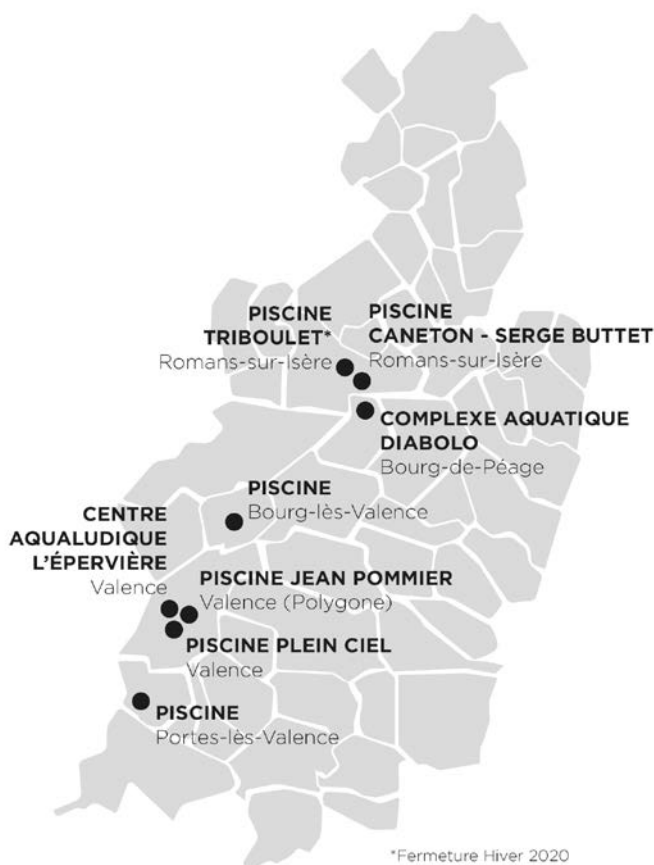 PISCINE
TRIBOULET*
Romans-sur-Isère
PISCINE
CANETON - SERGE BUTTET
Romans-sur-Isère
COMPLEXE AQUATIQUE
DIABOLO
Bourg-de-Péage
PISCINE
Bourg-lès-Valence
CENTRE
AQUALUDIQUE
L'ÉPERVIÈRE
Valence
PISCINE JEAN POMMIER
Valence (Polygone)
PISCINE PLEIN CIEL
Valence
PISCINE
Portes-lès-Valence
*Fermeture Hiver 2020